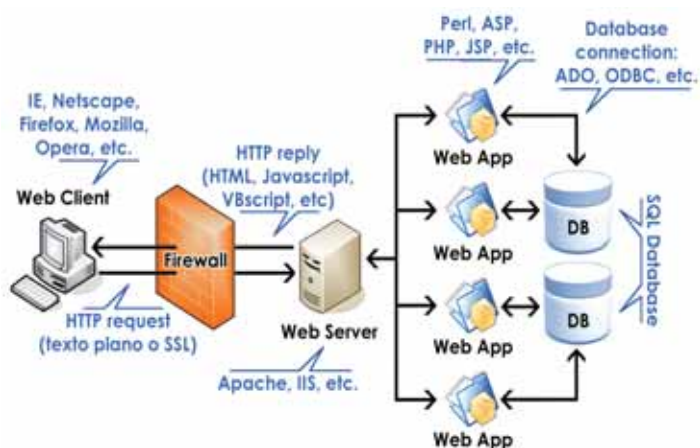 Perl, ASP,
PHP, JSP, etc.
Database
connection:
ADO, ODBC, etc.
IE, Netscape,
Firefox, Mozilla,
Opera, etc.
Web Client
HTTP reply
(HTML, Javascript,
VBscript, etc)
Firewall
HTTP request
(texto plano o SSL)
Web Server
Apache, IIS, etc.
Web App
Web App
Web App
Web App
DB
DB
SQL Database